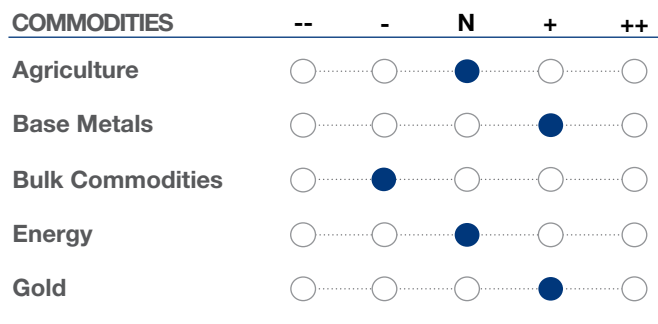 COMMODITIES -- - N + ++
Agriculture
Base Metals
Bulk Commodities
Energy
Gold